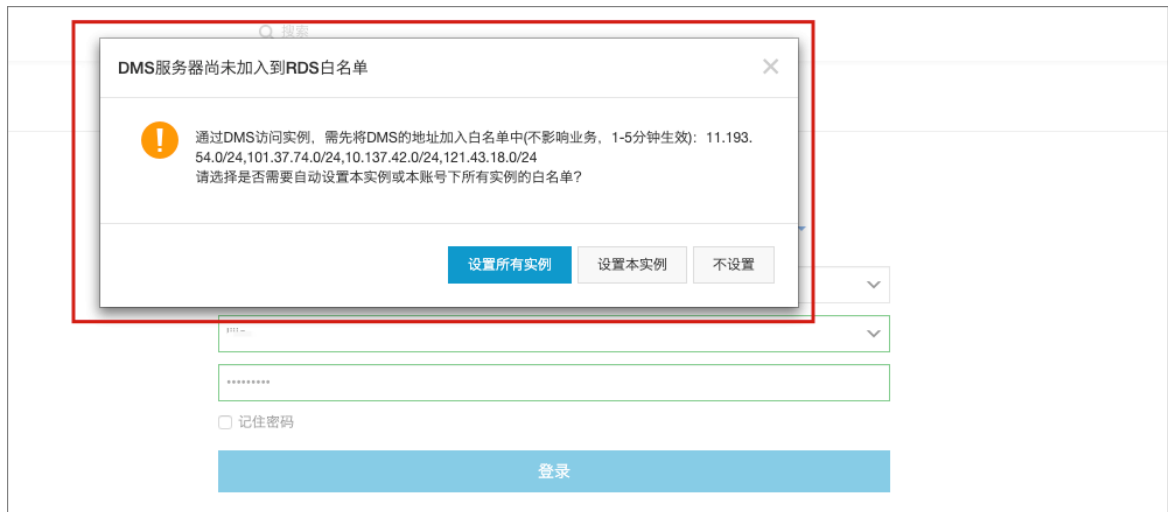 搜索
DMS服务器尚未加入到RDS白名单
通过DMS访问实例，需先将DMS的地址加入白名单中(不影响业务，1-5分钟生效)：11.193.
54.0/24,101.37.74.0/24,10.137.42.0/24,121.43.18.0/24
请选择是否需要自动设置本实例或本账号下所有实例的白名单？
设置所有实例 设置本实例 不设置
记住密码
登录